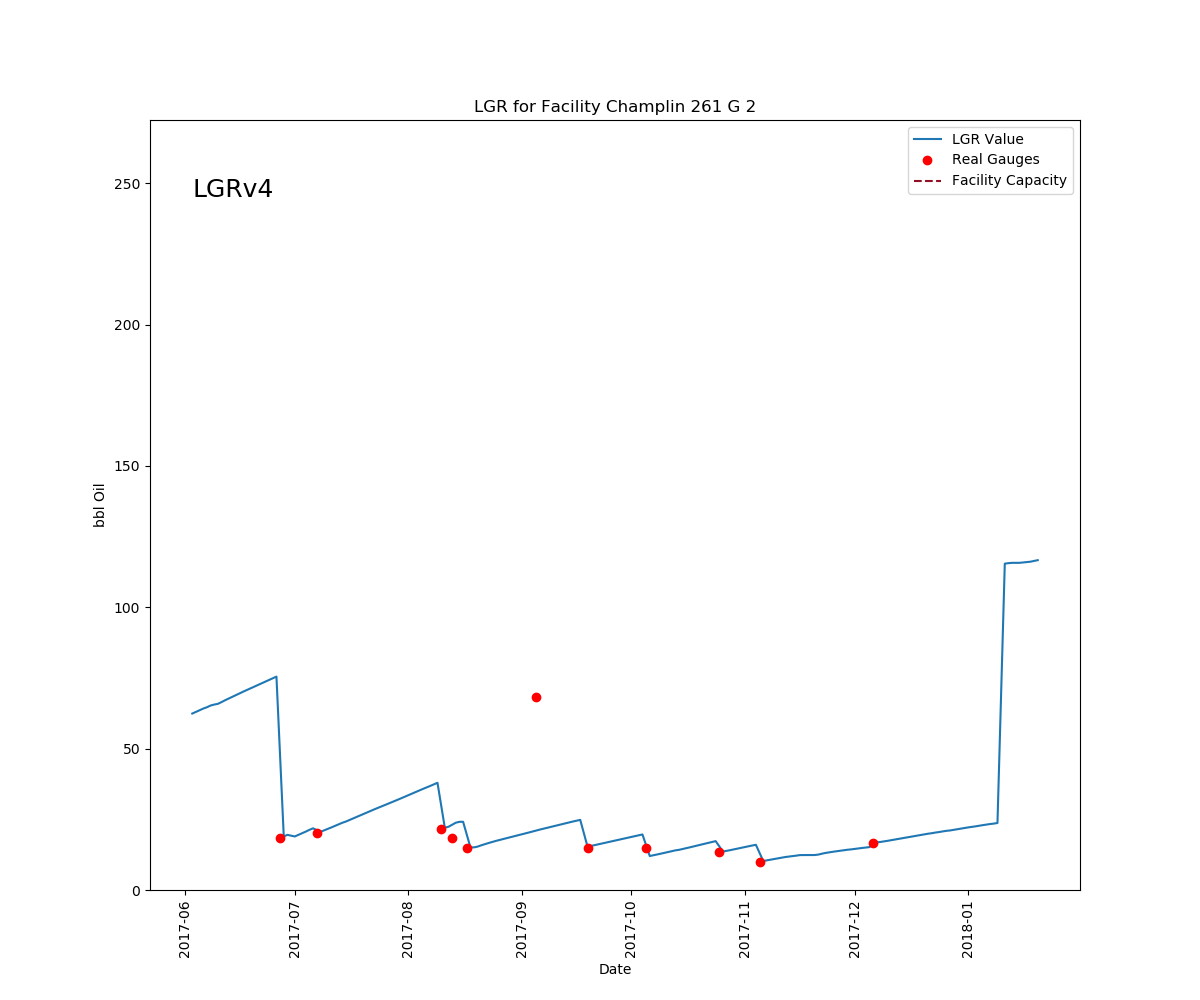 LGR for Facility Champlin 261 G 2
LGR Value
Real Gauges
Facility Capacity
LGRv4
250
200
150
100
50
0
bbl Oil
2017-06
2017-07
2017-08
2017-09
2017-10
2017-11
2017-12
2018-01
Date